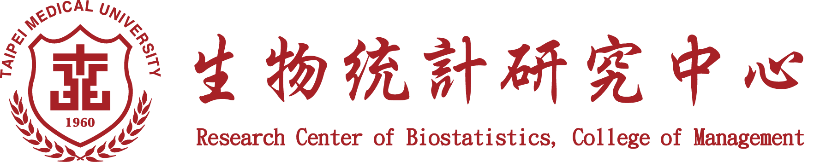 TAIPEI MEDICAL UNIVERSITY
1960
生物統計研究中心
Research Center of Biostatistics, College of Management